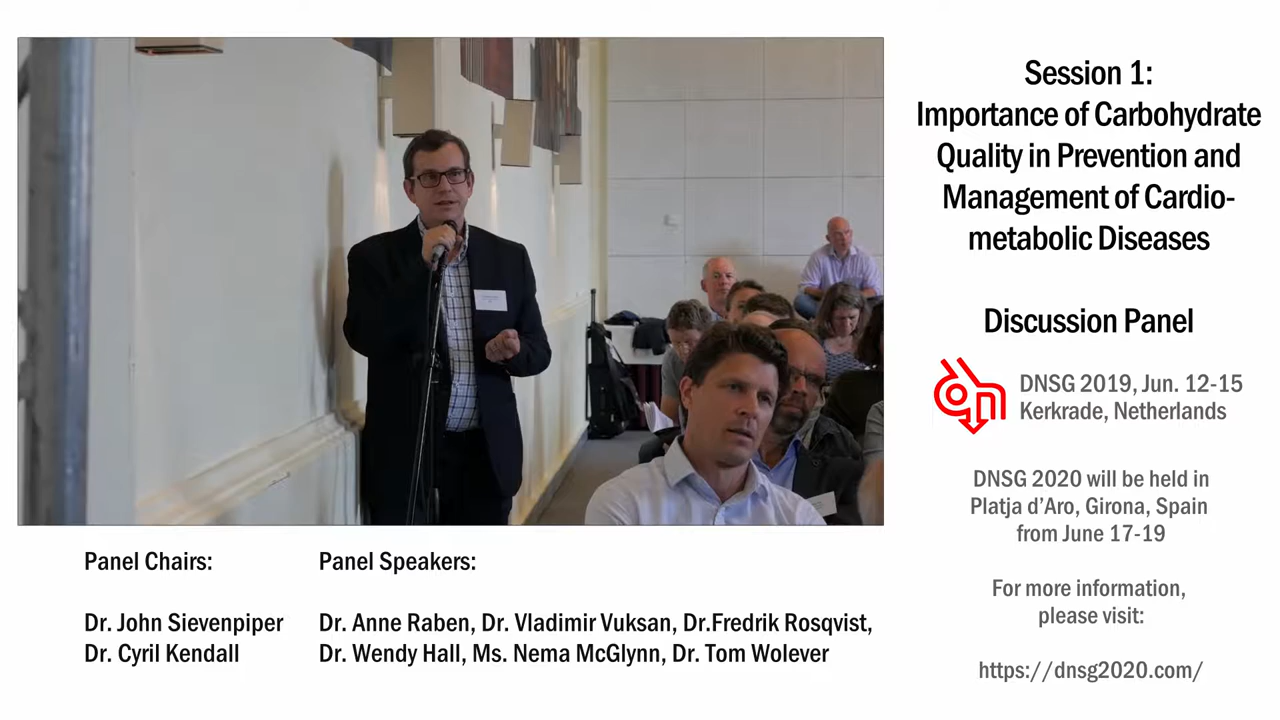 Session 1:
Importance of Carbohydrate
Quality in Prevention and
Management of Cardio-
metabolic Diseases
Discussion Panel
DNSG 2019, Jun. 12-15
Kerkrade, Netherlands
DNSG 2020 will be held in
Platja d'Aro, Girona, Spain
from June 17-19
For more information,
please visit:
https://dnsg2020.com/
Panel Chairs:
Dr. John Sievenpiper
Dr. Cyril Kendall
Panel Speakers:
Dr. Anne Raben, Dr. Vladimir Vuksan, Dr.Fredrik Rosqvist,
Dr. Wendy Hall, Ms. Nema McGlynn, Dr. Tom Wolever